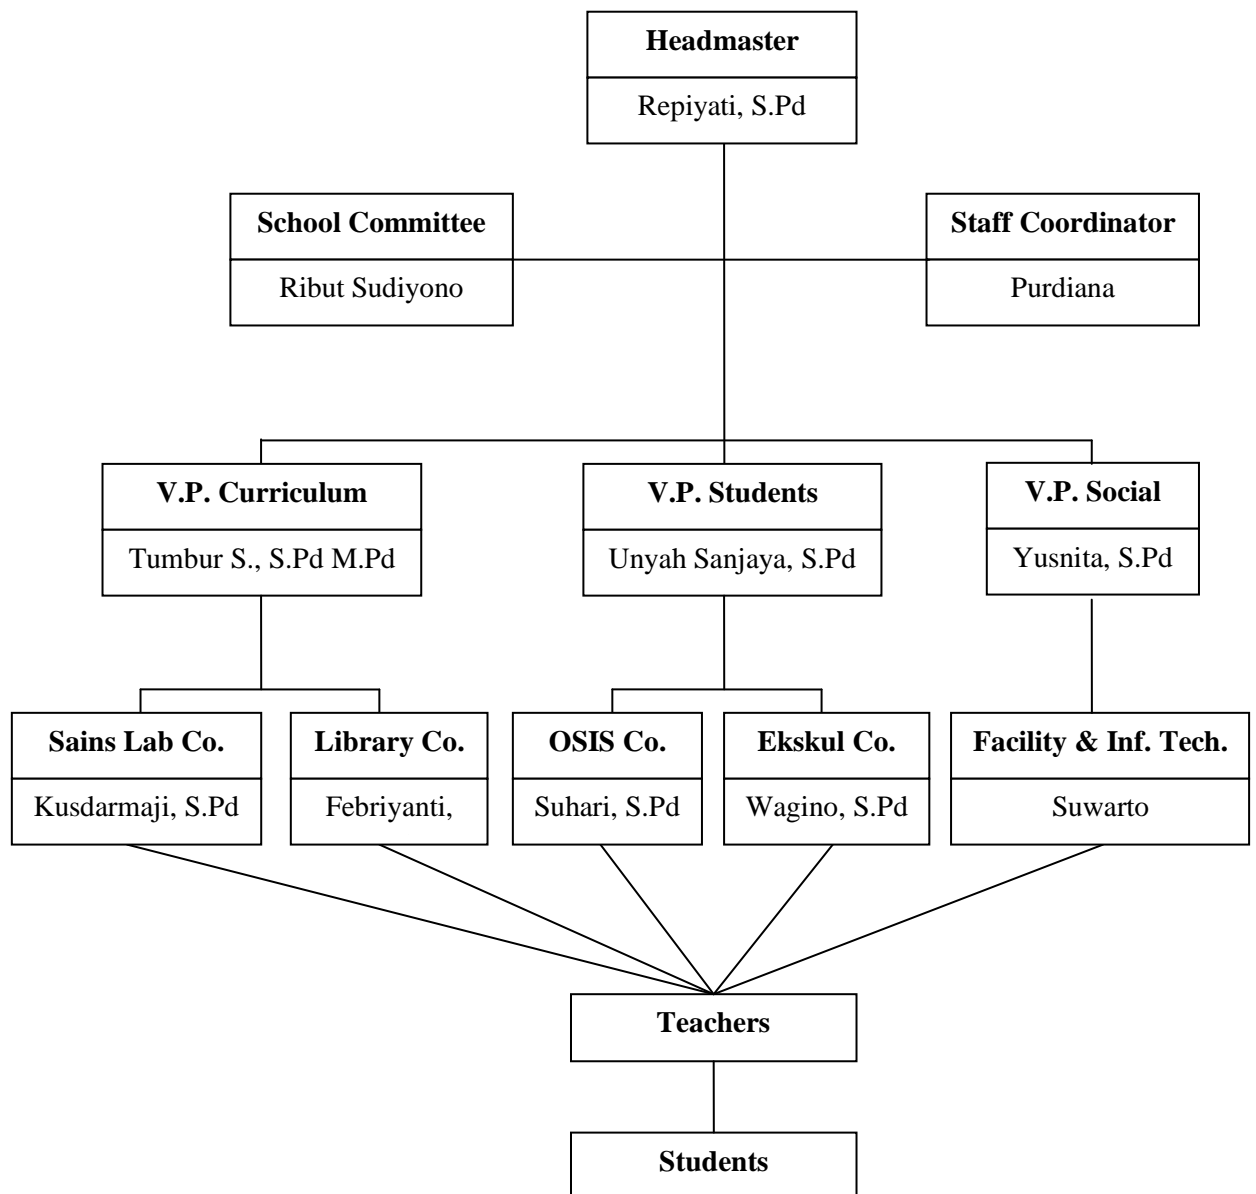 Headmaster
Repiyati, S.Pd
School Committee
Ribut Sudiyono
Staff Coordinator
Purdiana
V.P. Curriculum
Tumbur S., S.Pd M.Pd
V.P. Students
Unyah Sanjaya, S.Pd
V.P. Social
Yusnita, S.Pd
Sains Lab Co.
Kusdarmaji, S.Pd
Library Co.
Febriyanti,
OSIS Co.
Suhari, S.Pd
Ekskul Co.
Wagino, S.Pd
Facility & Inf. Tech.
Suwarto
Teachers
Students